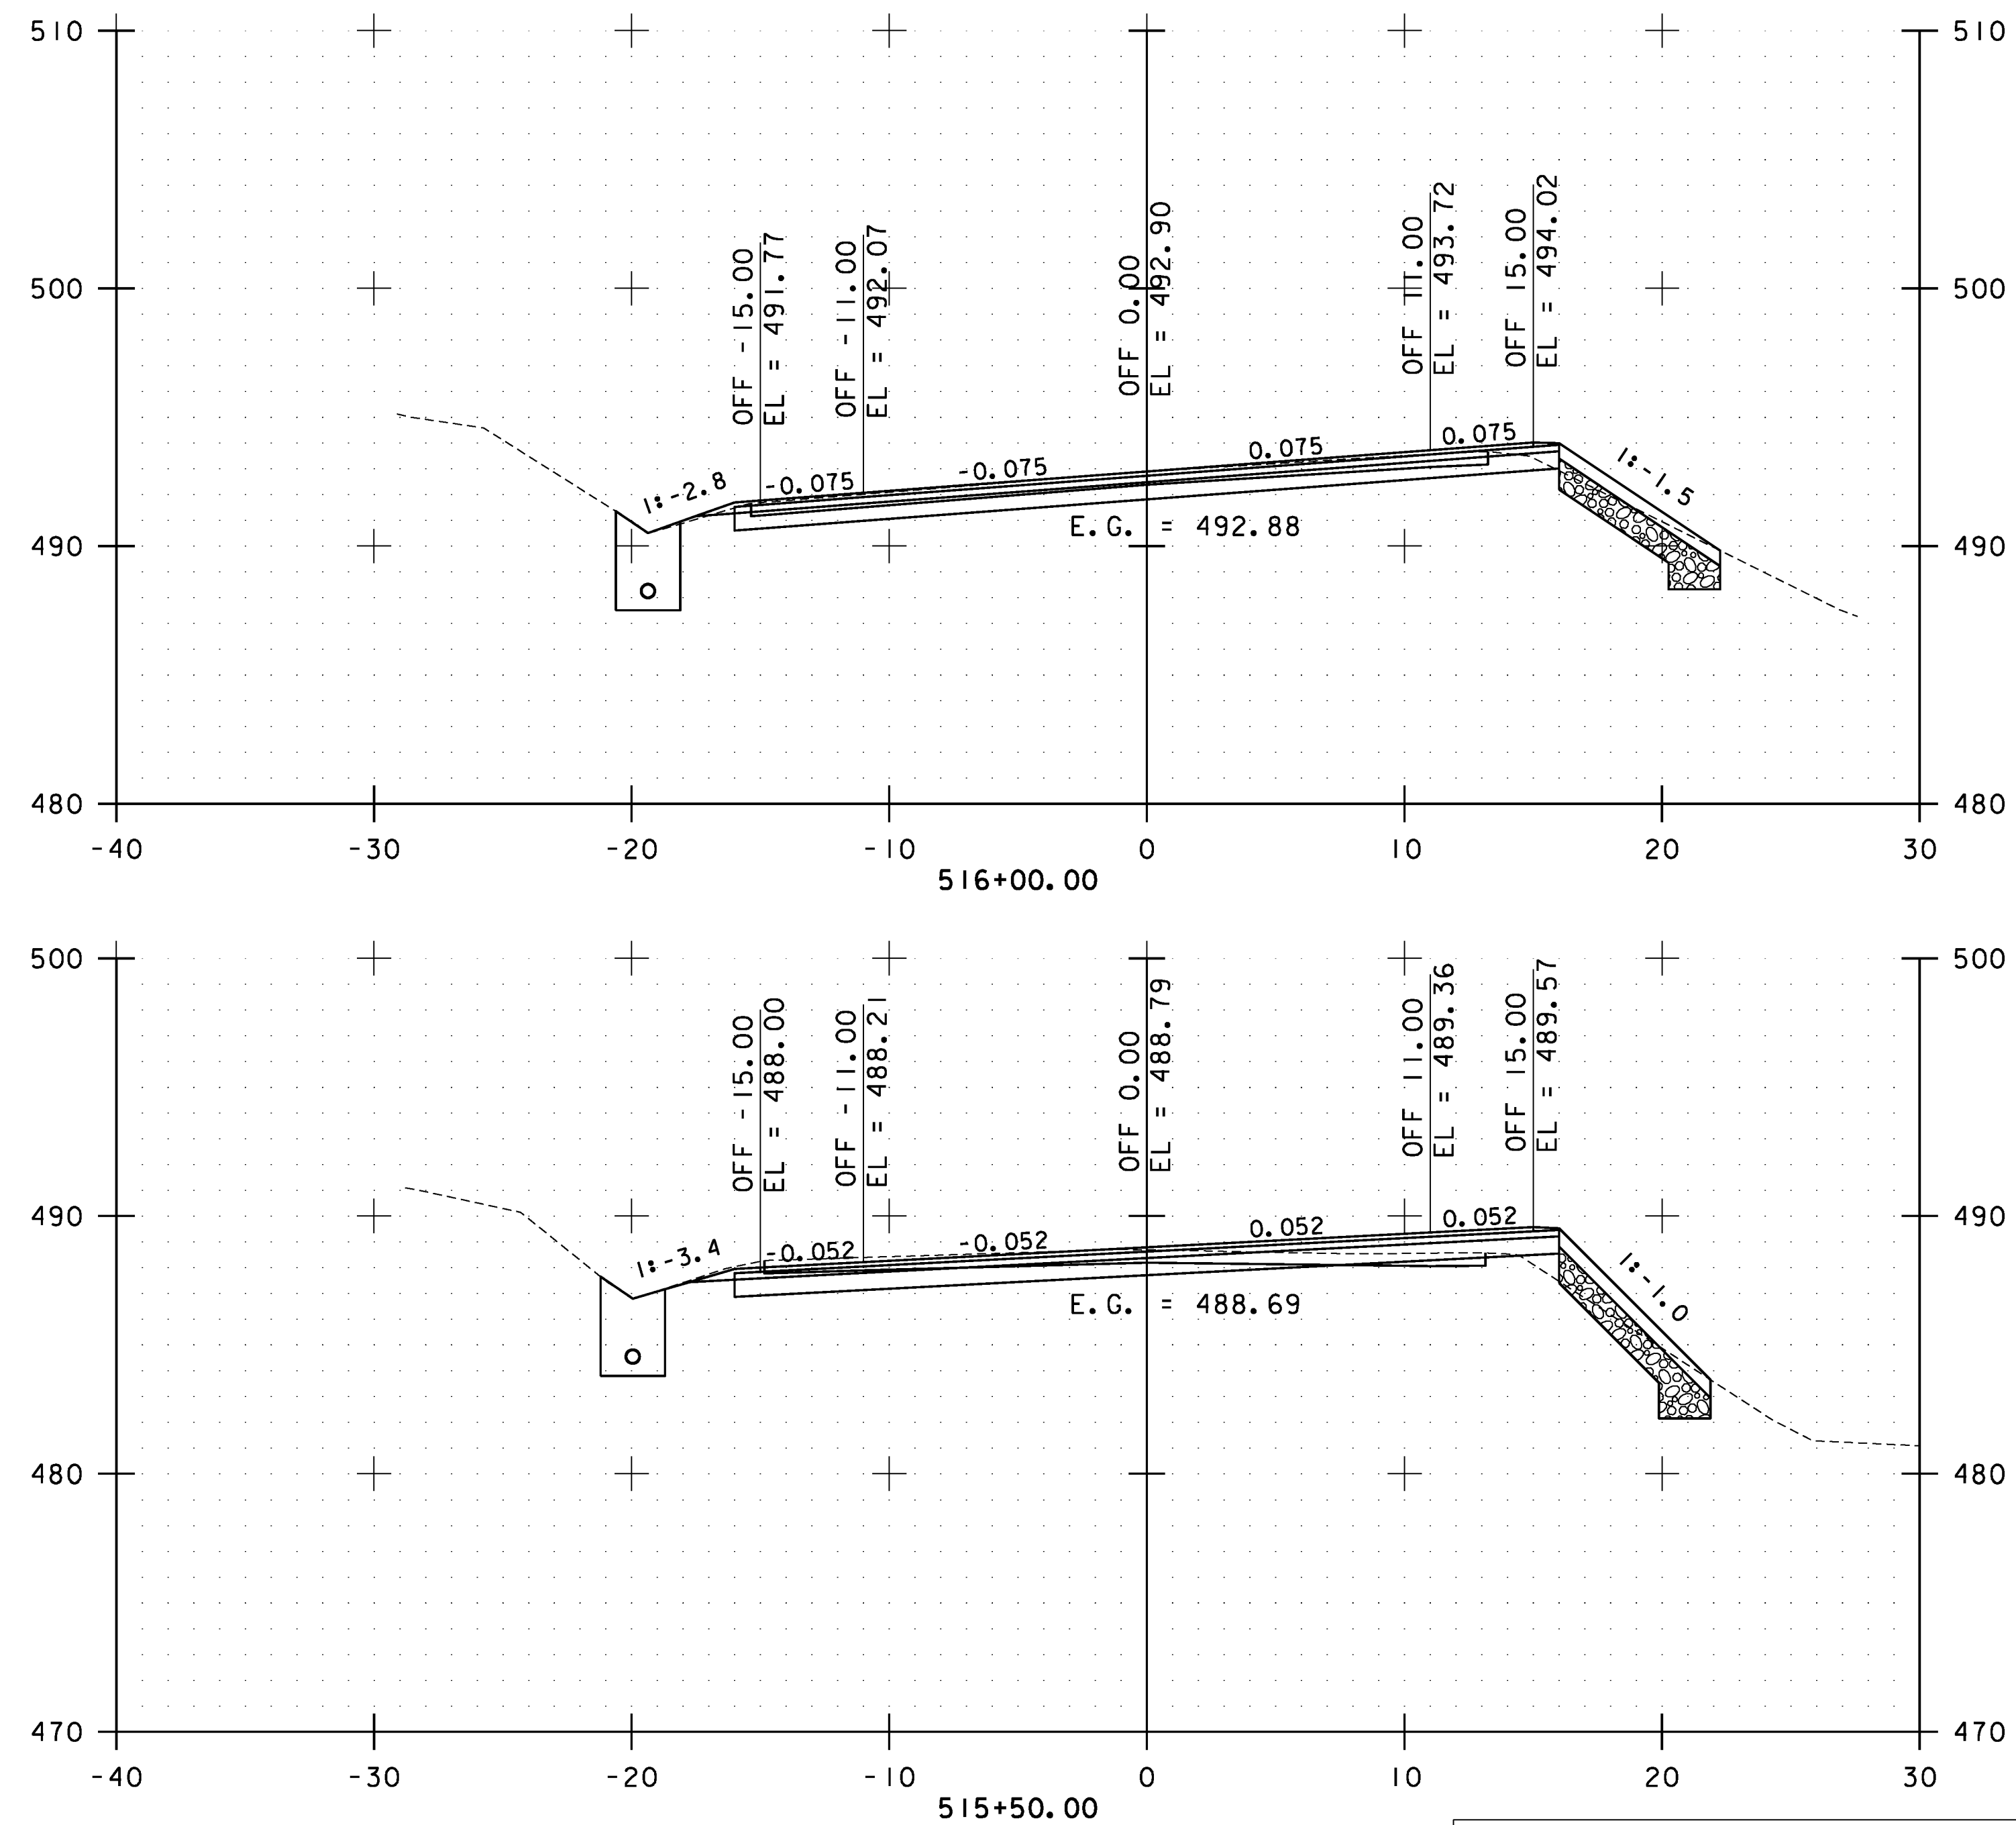 510 510
OFF -15.00
EL = 491.77
OFF -11.00
EL = 492.07
OFF 0.00
EL = 492.90
OFF 11.00
EL = 493.72
OFF 15.00
EL = 494.02
500 500
1:-2.8
-0.075
-0.075
0.075
0.075
1:-1.5
E.G. = 492.88
490 490
480 480
-40 -30 -20 -10 0 10 20 30
516+00.00
500 500
OFF -15.00
EL = 488.00
OFF -11.00
EL = 488.21
OFF 0.00
EL = 488.79
OFF 11.00
EL = 489.36
OFF 15.00
EL = 489.57
490 490
1:-3.4
-0.052
-0.052
0.052
0.052
1:-1.0
E.G. = 488.69
480 480
470 470
-40 -30 -20 -10 0 10 20 30
515+50.00